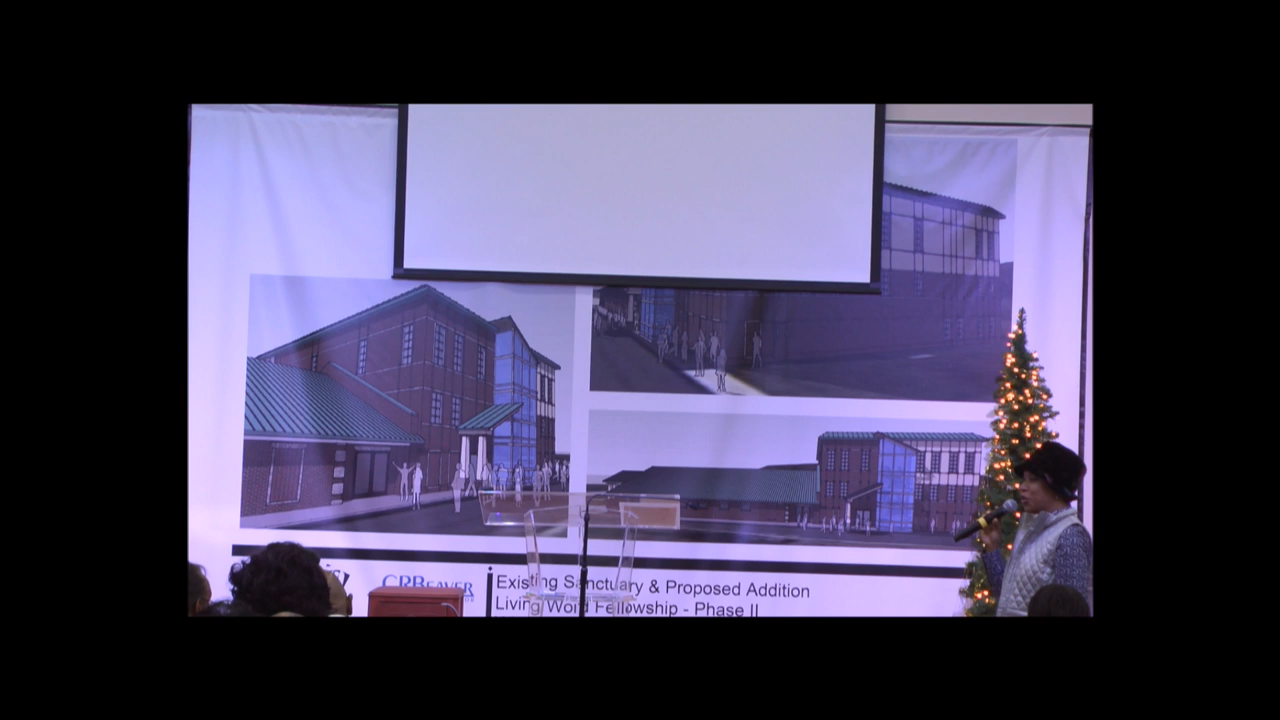 CRBEAVER
Existing Sanctuary & Proposed Addition
Living Word Fellowship - Phase II